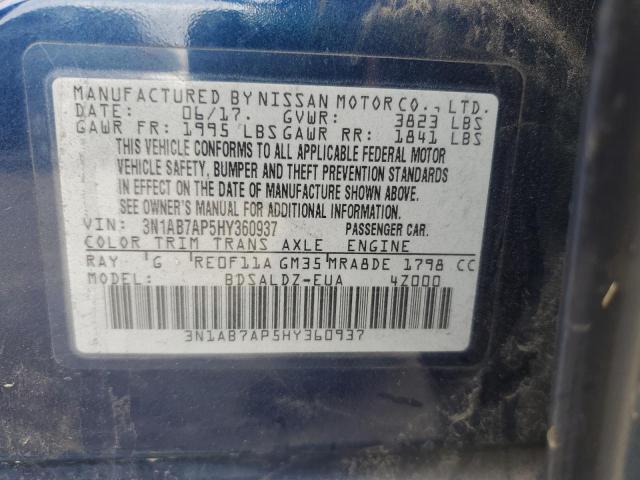 MANUFACTURED BY NISSAN MOTOR CO., LTD.
DATE: 06/17. GVWR: 3823 LBS
GAWR FR: 1995 LBS GAWR RR: 1841 LBS
THIS VEHICLE CONFORMS TO ALL APPLICABLE FEDERAL MOTOR
VEHICLE SAFETY, BUMPER AND THEFT PREVENTION STANDARDS
IN EFFECT ON THE DATE OF MANUFACTURE SHOWN ABOVE.
SEE OWNER'S MANUAL FOR ADDITIONAL INFORMATION.
VIN: 3N1AB7AP5HY360937 PASSENGER CAR.
COLOR TRIM TRANS AXLE ENGINE
RAY G RE0F11A GM35 MRA8DE 1798 CC
MODEL: BDSALDZ-EUA 4Z000
3N1AB7AP5HY360937